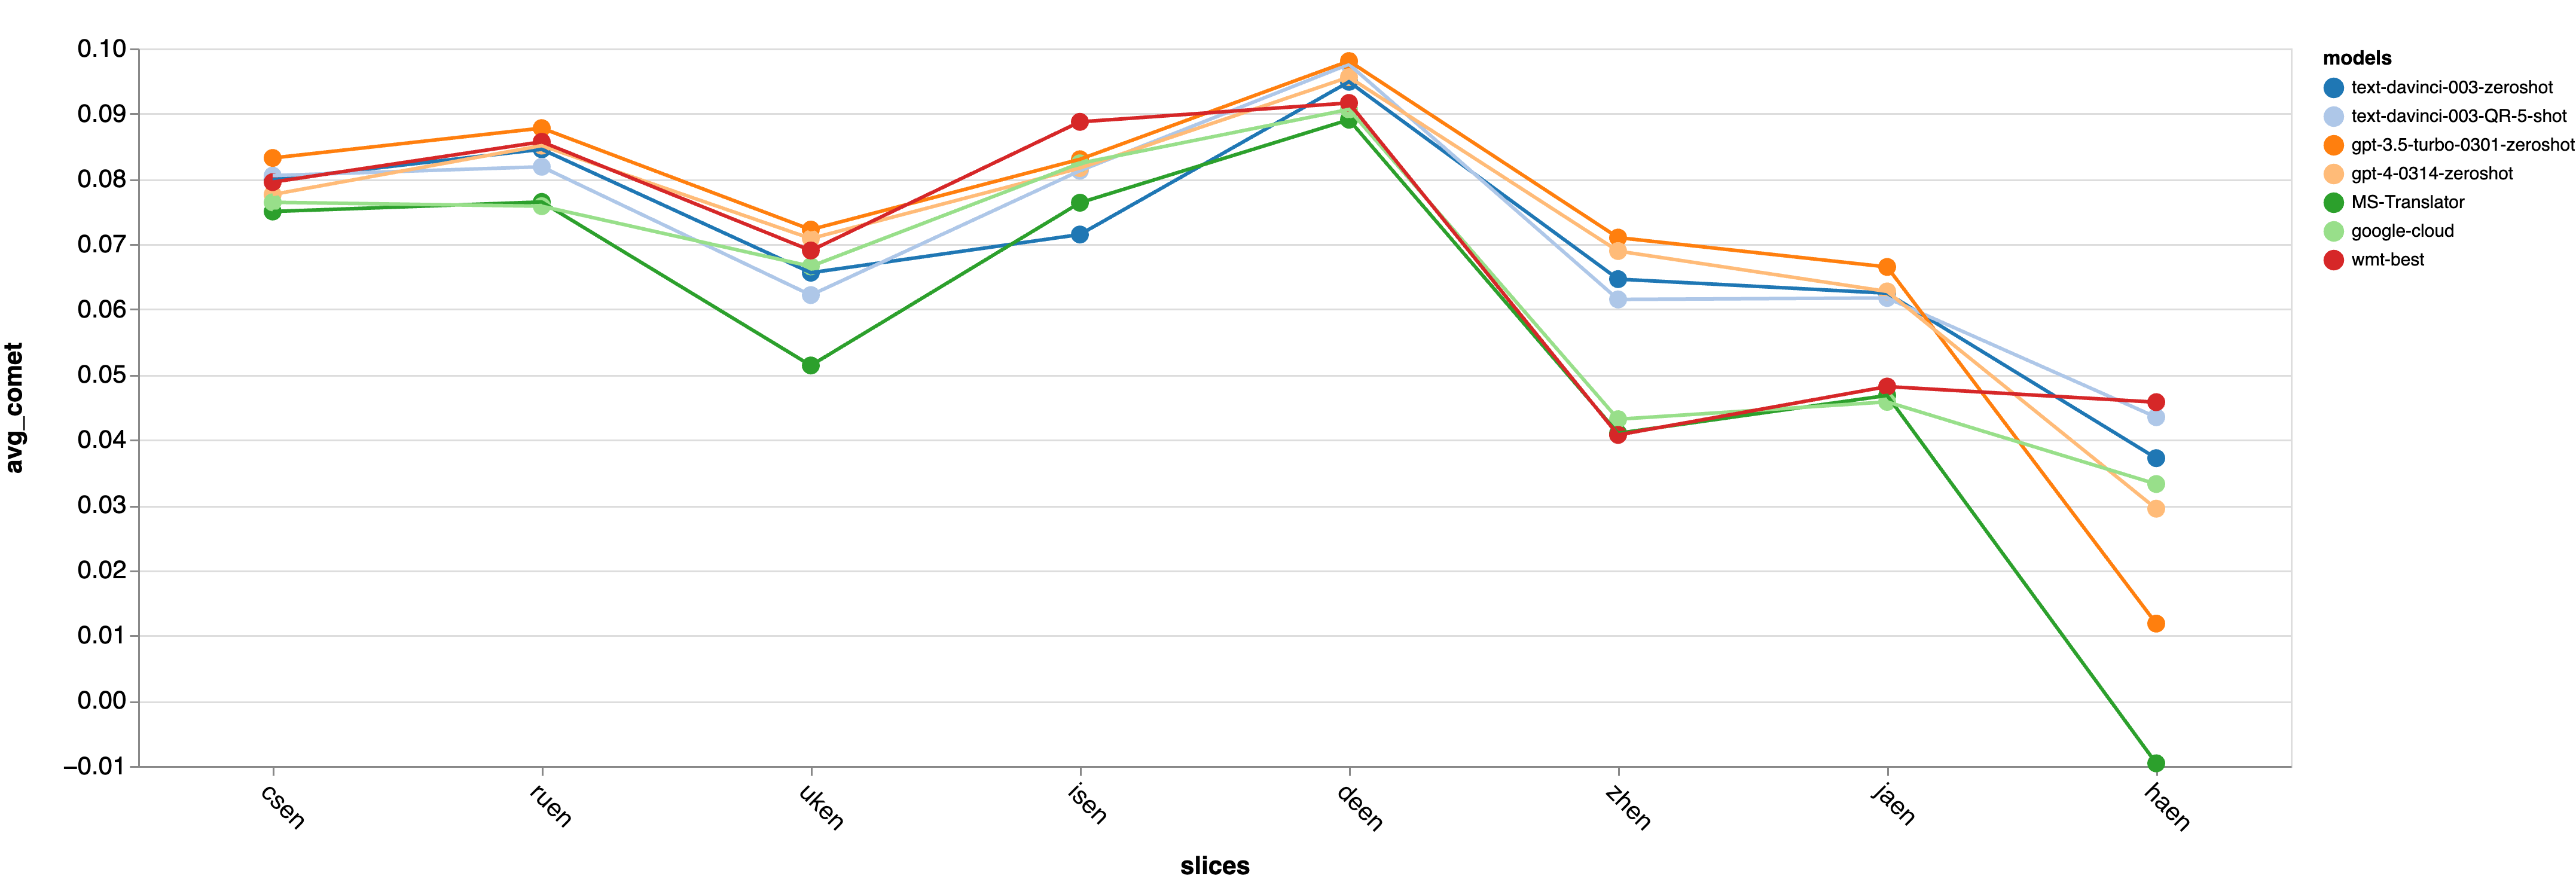 0.10
0.09
0.08
0.07
0.06
0.05
0.04
0.03
0.02
0.01
0.00
−0.01
avg_comet
csen
ruen
uken
isen
deen
zhen
jaen
haen
slices
models
text-davinci-003-zeroshot
text-davinci-003-QR-5-shot
gpt-3.5-turbo-0301-zeroshot
gpt-4-0314-zeroshot
MS-Translator
google-cloud
wmt-best